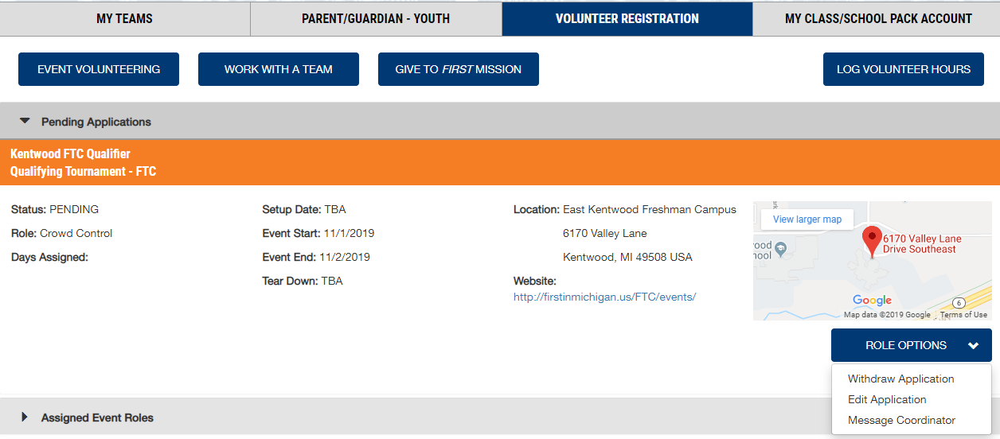 MY TEAMS
PARENT/GUARDIAN - YOUTH
VOLUNTEER REGISTRATION
MY CLASS/SCHOOL PACK ACCOUNT
EVENT VOLUNTEERING
WORK WITH A TEAM
GIVE TO FIRST MISSION
LOG VOLUNTEER HOURS
Pending Applications
Kentwood FTC Qualifier
Qualifying Tournament - FTC
Status: PENDING
Role: Crowd Control
Days Assigned:
Setup Date: TBA
Event Start: 11/1/2019
Event End: 11/2/2019
Tear Down: TBA
Location: East Kentwood Freshman Campus
6170 Valley Lane
Kentwood, MI 49508 USA
Website:
http://firstinmichigan.us/FTC/events/
View larger map
6170 Valley Lane
Drive Southeast
ood
ool
6
Google
Map data ©2019 Google
Terms of Use
ROLE OPTIONS
Withdraw Application
Edit Application
Message Coordinator
Assigned Event Roles